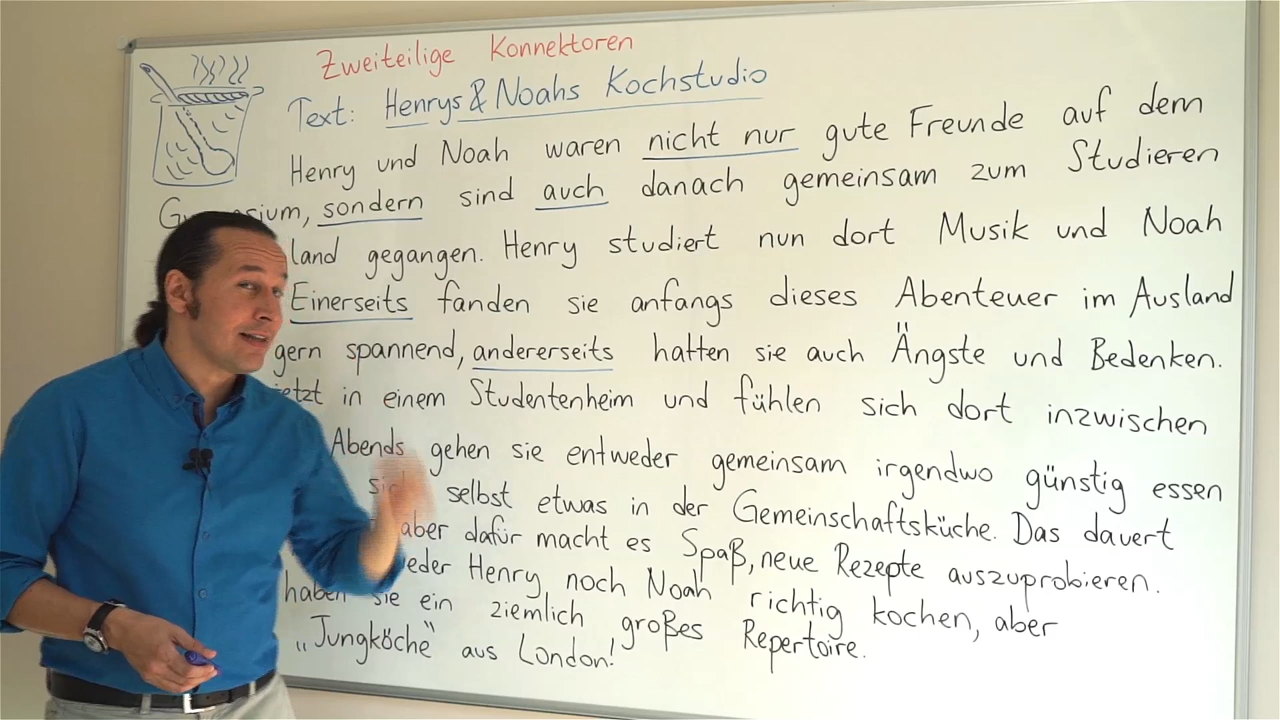 Zweiteilige Konnektoren
Text: Henrys & Noahs Kochstudio
Henry und Noah waren nicht nur gute Freunde auf dem
sondern sind auch danach gemeinsam zum Studieren
gegangen. Henry studiert nun dort Musik und Noah
Einerseits fanden sie anfangs dieses Abenteuer im Ausland
spannend, andererseits hatten sie auch Ängste und Bedenken.
jetzt in einem Studentenheim und fühlen sich dort inzwischen
Abends gehen sie entweder gemeinsam irgendwo günstig essen
selbst etwas in der Gemeinschaftsküche. Das dauert
aber dafür macht es Spaß, neue Rezepte auszuprobieren.
Henry noch Noah richtig kochen, aber
haben sie ein ziemlich großes Repertoire.
„Jungköche“ aus London!